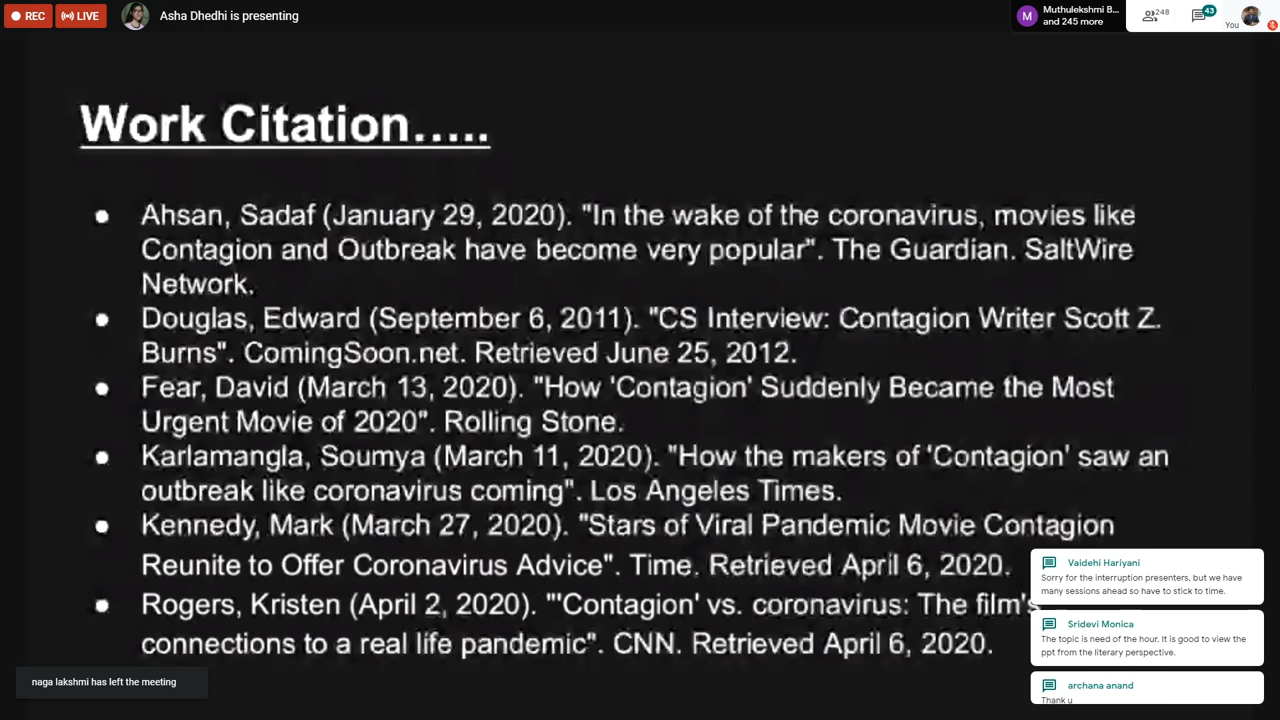 REC
LIVE
Asha Dhedhi is presenting
M
Muthulekshmi B...
and 245 more
248
43
You
Work Citation.....
● Ahsan, Sadaf (January 29, 2020). "In the wake of the coronavirus, movies like
Contagion and Outbreak have become very popular". The Guardian. SaltWire
Network.
● Douglas, Edward (September 6, 2011). "CS Interview: Contagion Writer Scott Z.
Burns". ComingSoon.net. Retrieved June 25, 2012.
● Fear, David (March 13, 2020). "How 'Contagion' Suddenly Became the Most
Urgent Movie of 2020". Rolling Stone.
● Karlamangla, Soumya (March 11, 2020). "How the makers of 'Contagion' saw an
outbreak like coronavirus coming". Los Angeles Times.
● Kennedy, Mark (March 27, 2020). "Stars of Viral Pandemic Movie Contagion
Reunite to Offer Coronavirus Advice". Time. Retrieved April 6, 2020.
● Rogers, Kristen (April 2, 2020). "'Contagion' vs. coronavirus: The film's
connections to a real life pandemic". CNN. Retrieved April 6, 2020.
Vaidehi Hariyani
Sorry for the interruption presenters, but we have
many sessions ahead so have to stick to time.
Sridevi Monica
The topic is need of the hour. It is good to view the
ppt from the literary perspective.
archana anand
Thank u
naga lakshmi has left the meeting